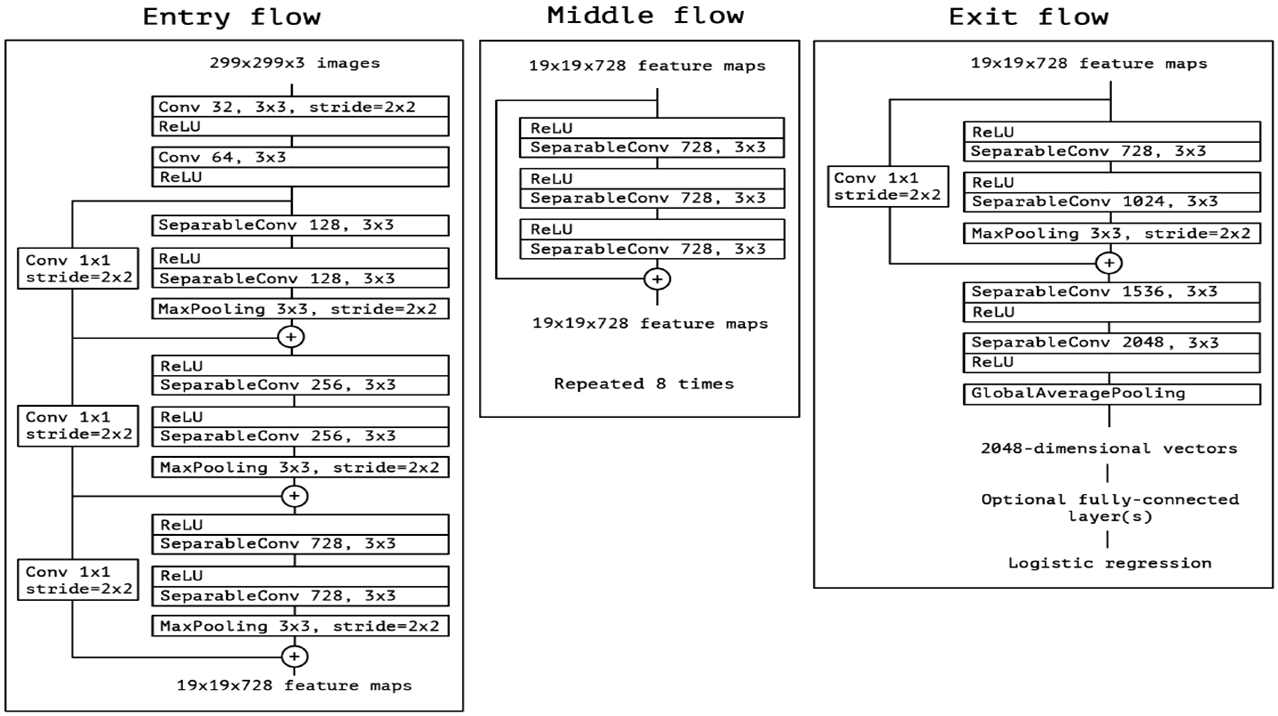 Entry flow
299x299x3 images
Conv 32, 3x3, stride=2x2
ReLU
Conv 64, 3x3
ReLU
SeparableConv 128, 3x3
Conv 1x1
stride=2x2
ReLU
SeparableConv 128, 3x3
MaxPooling 3x3, stride=2x2
+
ReLU
SeparableConv 256, 3x3
Conv 1x1
stride=2x2
ReLU
SeparableConv 256, 3x3
MaxPooling 3x3, stride=2x2
+
ReLU
SeparableConv 728, 3x3
Conv 1x1
stride=2x2
ReLU
SeparableConv 728, 3x3
MaxPooling 3x3, stride=2x2
+
19x19x728 feature maps
Middle flow
19x19x728 feature maps
ReLU
SeparableConv 728, 3x3
ReLU
SeparableConv 728, 3x3
ReLU
SeparableConv 728, 3x3
+
19x19x728 feature maps
Repeated 8 times
Exit flow
19x19x728 feature maps
ReLU
SeparableConv 728, 3x3
Conv 1x1
stride=2x2
ReLU
SeparableConv 1024, 3x3
MaxPooling 3x3, stride=2x2
+
SeparableConv 1536, 3x3
ReLU
SeparableConv 2048, 3x3
ReLU
GlobalAveragePooling
2048-dimensional vectors
Optional fully-connected
layer(s)
Logistic regression